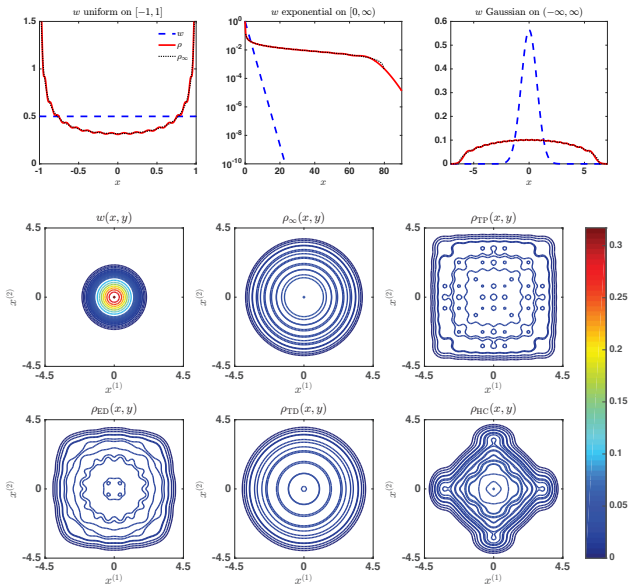 w uniform on [−1, 1]
w exponential on [0, ∞)
w Gaussian on (−∞, ∞)
1.5
1
0.5
0
-1 -0.5 0 0.5 1
x
w
ρ
ρ∞
10^0
10^-2
10^-4
10^-6
10^-8
10^-10
0 20 40 60 80
x
0.6
0.5
0.4
0.3
0.2
0.1
0
-5 0 5
x
w(x, y)
ρ∞(x, y)
ρTP(x, y)
4.5
0
-4.5
x^(2)
-4.5 0 4.5
x^(1)
4.5
0
-4.5
x^(2)
-4.5 0 4.5
x^(1)
4.5
0
-4.5
x^(2)
-4.5 0 4.5
x^(1)
ρED(x, y)
ρTD(x, y)
ρHC(x, y)
4.5
0
-4.5
x^(2)
-4.5 0 4.5
x^(1)
4.5
0
-4.5
x^(2)
-4.5 0 4.5
x^(1)
4.5
0
-4.5
x^(2)
-4.5 0 4.5
x^(1)
0.3
0.25
0.2
0.15
0.1
0.05
0